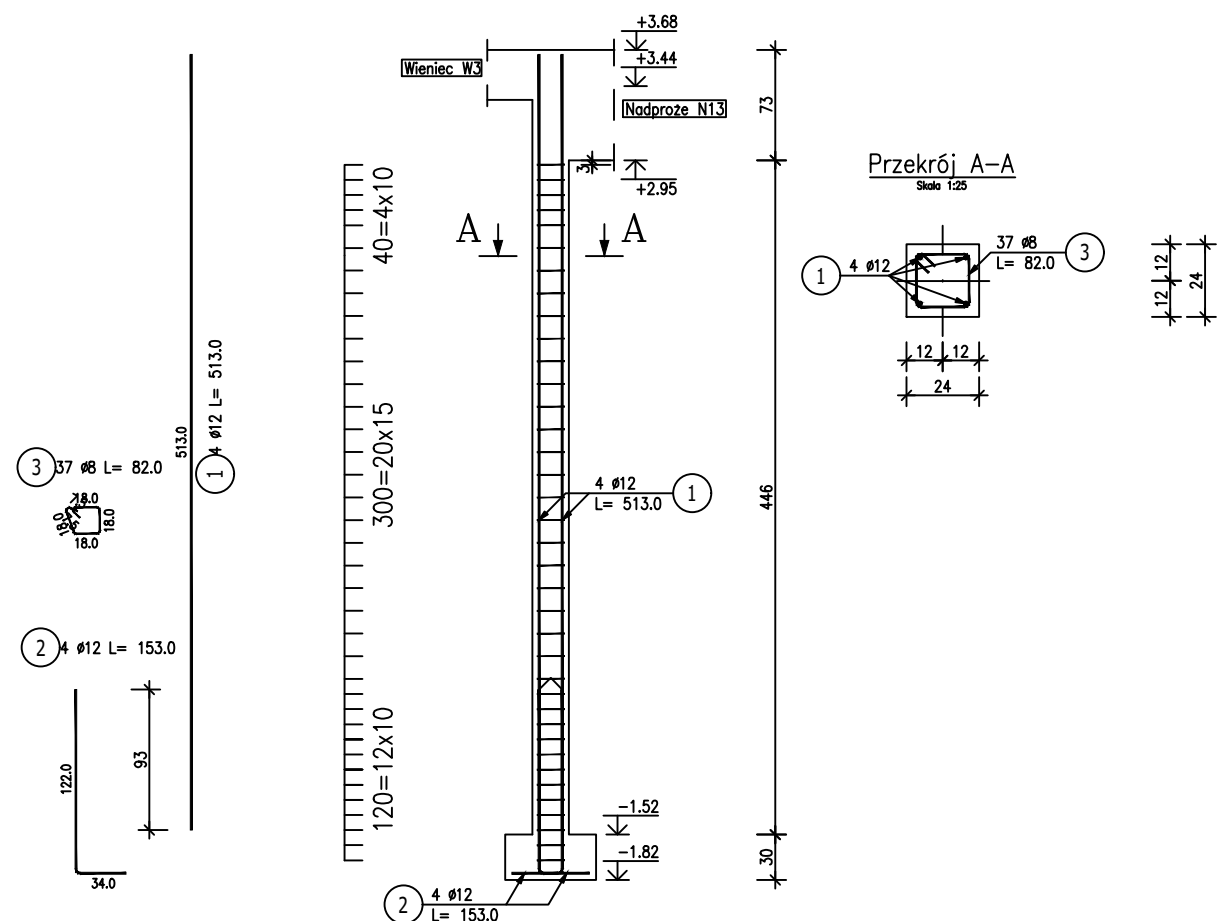 +3.68
Wieniec W3
+3.44
Nadproże N13
73
3
+2.95
Przekrój A-A
Skala 1:25
40=4x10
A
A
1
4 ø12
37 ø8
L= 82.0
3
12
12
24
12
12
24
513.0
4 ø12 L= 513.0
1
300=20x15
3
37 ø8 L= 82.0
18.0
18.0
18.0
18.0
4 ø12
L= 513.0
1
446
2
4 ø12 L= 153.0
122.0
93
34.0
120=12x10
-1.52
-1.82
30
2
4 ø12
L= 153.0